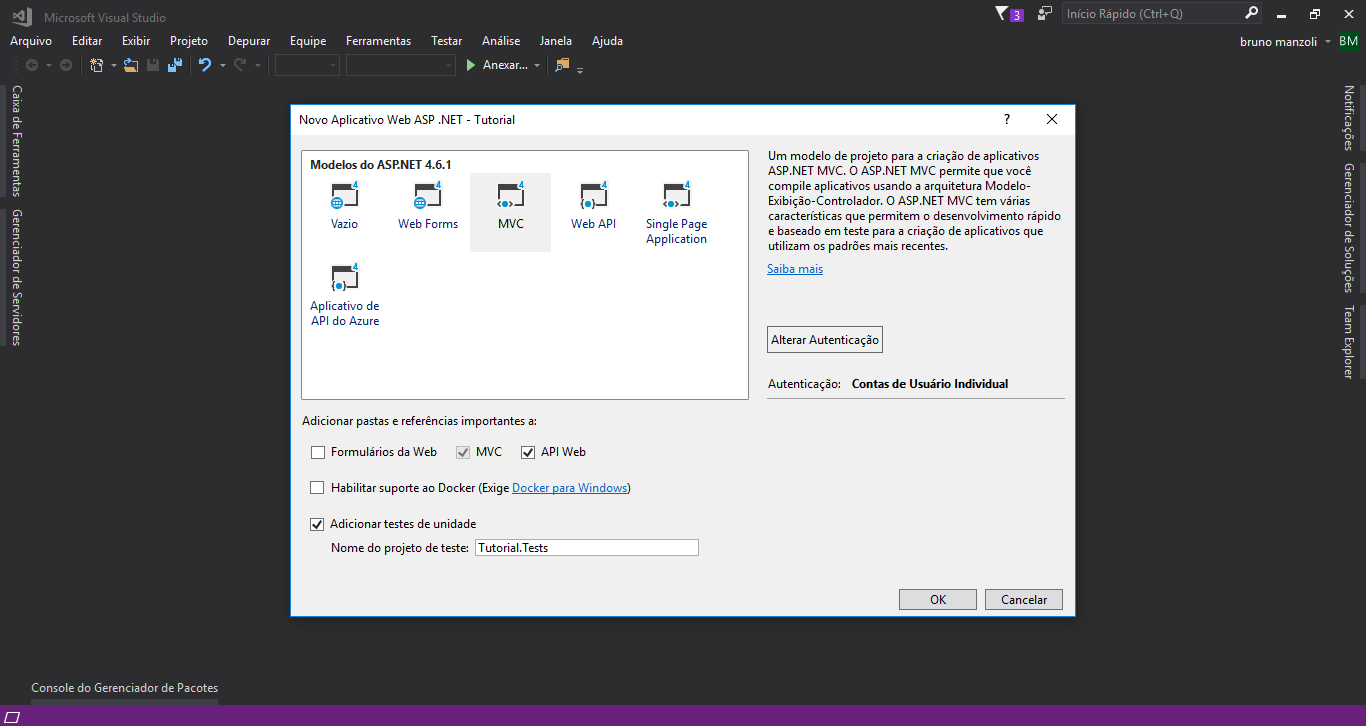 Microsoft Visual Studio
3
Início Rápido (Ctrl+Q)
Arquivo Editar Exibir Projeto Depurar Equipe Ferramentas Testar Análise Janela Ajuda
bruno manzoli BM
Anexar...
Caixa de Ferramentas
Gerenciador de Servidores
Novo Aplicativo Web ASP .NET - Tutorial
?
Modelos do ASP.NET 4.6.1
4 4 4 4 4
Vazio Web Forms MVC Web API Single Page
Application
4
Aplicativo de
API do Azure
Um modelo de projeto para a criação de aplicativos
ASP.NET MVC. O ASP.NET MVC permite que você
compile aplicativos usando a arquitetura Modelo-
Exibição-Controlador. O ASP.NET MVC tem várias
características que permitem o desenvolvimento rápido
e baseado em teste para a criação de aplicativos que
utilizam os padrões mais recentes.
Saiba mais
Alterar Autenticação
Autenticação: Contas de Usuário Individual
Adicionar pastas e referências importantes a:
Formulários da Web MVC API Web
Habilitar suporte ao Docker (Exige Docker para Windows)
Adicionar testes de unidade
Nome do projeto de teste: Tutorial.Tests
OK Cancelar
Notificações
Gerenciador de Soluções
Team Explorer
Console do Gerenciador de Pacotes